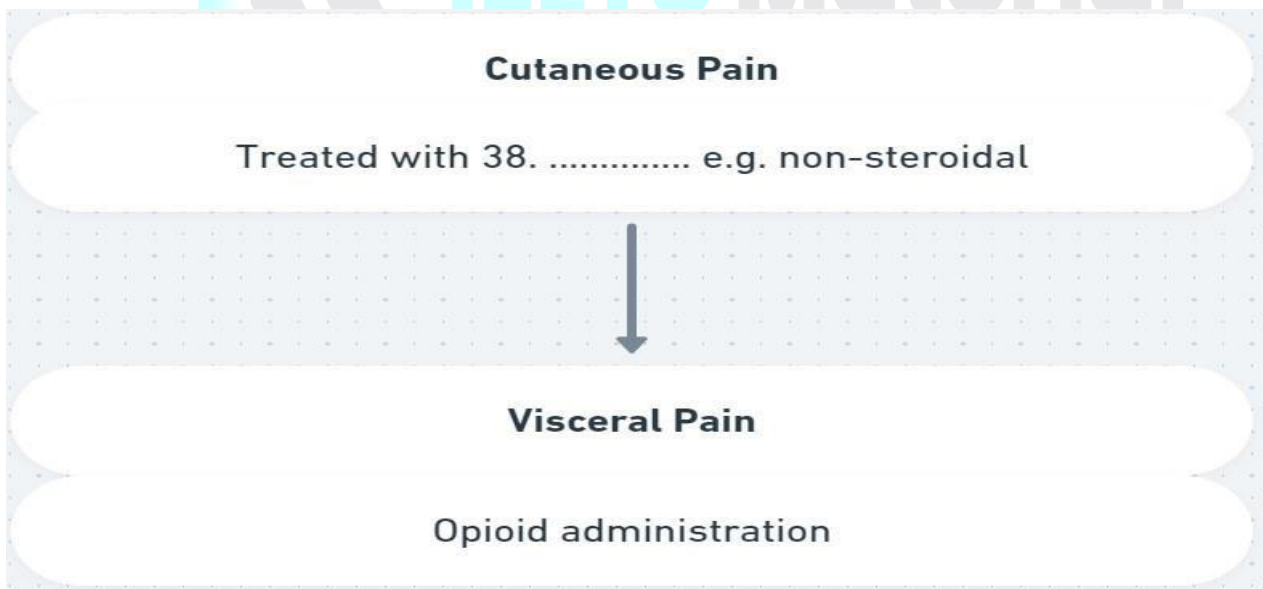 Cutaneous Pain
Treated with 38. .............. e.g. non-steroidal
Visceral Pain
Opioid administration